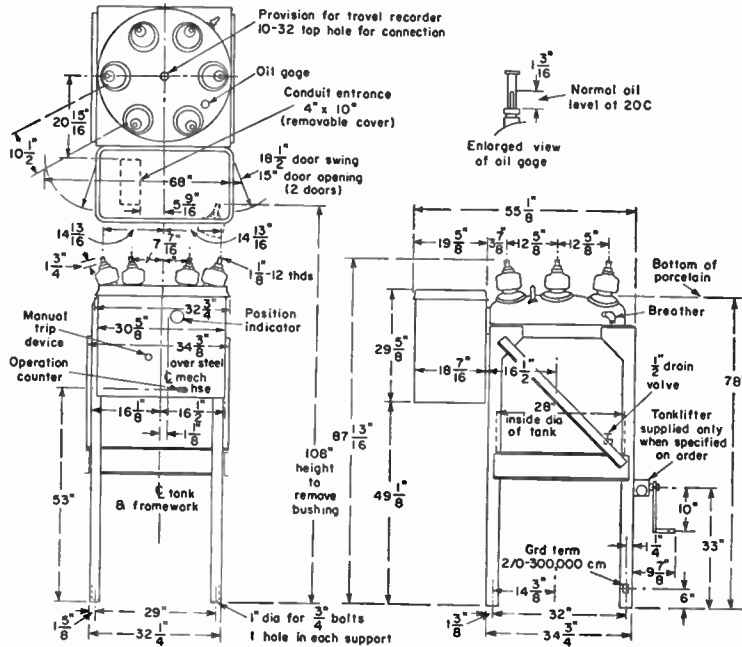 Provision for travel recorder
10-32 tap hole for connection
Oil gage
Conduit entrance
4" x 10"
(removable cover)
20 15/16
10 1/2"
18 1/2" door swing
15" door opening
(2 doors)
68"
5 9/16"
14 13/16
7 7/16"
14 13/16"
1 3/4"
1 1/8-12 thds
32 3/4"
30 5/8"
Position
indicator
Manual
trip
device
34 3/8"
(over steel
℄ mech
hse
Operation
counter
16 1/8"
16 1/2"
1 1/8"
53"
℄ tank
& framework
108"
height
to
remove
bushing
1 5/8"
29"
32 1/4"
1" dia for 3/4" bolts
1 hole in each support
1 3/16"
Normal oil
level at 20C
Enlarged view
of oil gage
55 1/8"
19 5/8"
3 7/8"
12 5/8"
12 5/8"
Bottom of
porcelain
Breather
29 5/8"
18 7/16"
16 1/2"
1/2" drain
valve
28"
inside dia
of tank
Tanklifter
supplied only
when specified
on order
78"
87 13/16"
49 1/8"
10"
33"
1 1/4"
9 7/8"
Grd term
2/0-300,000 cm
14 3/8"
6"
1 3/8"
32"
34 3/4"